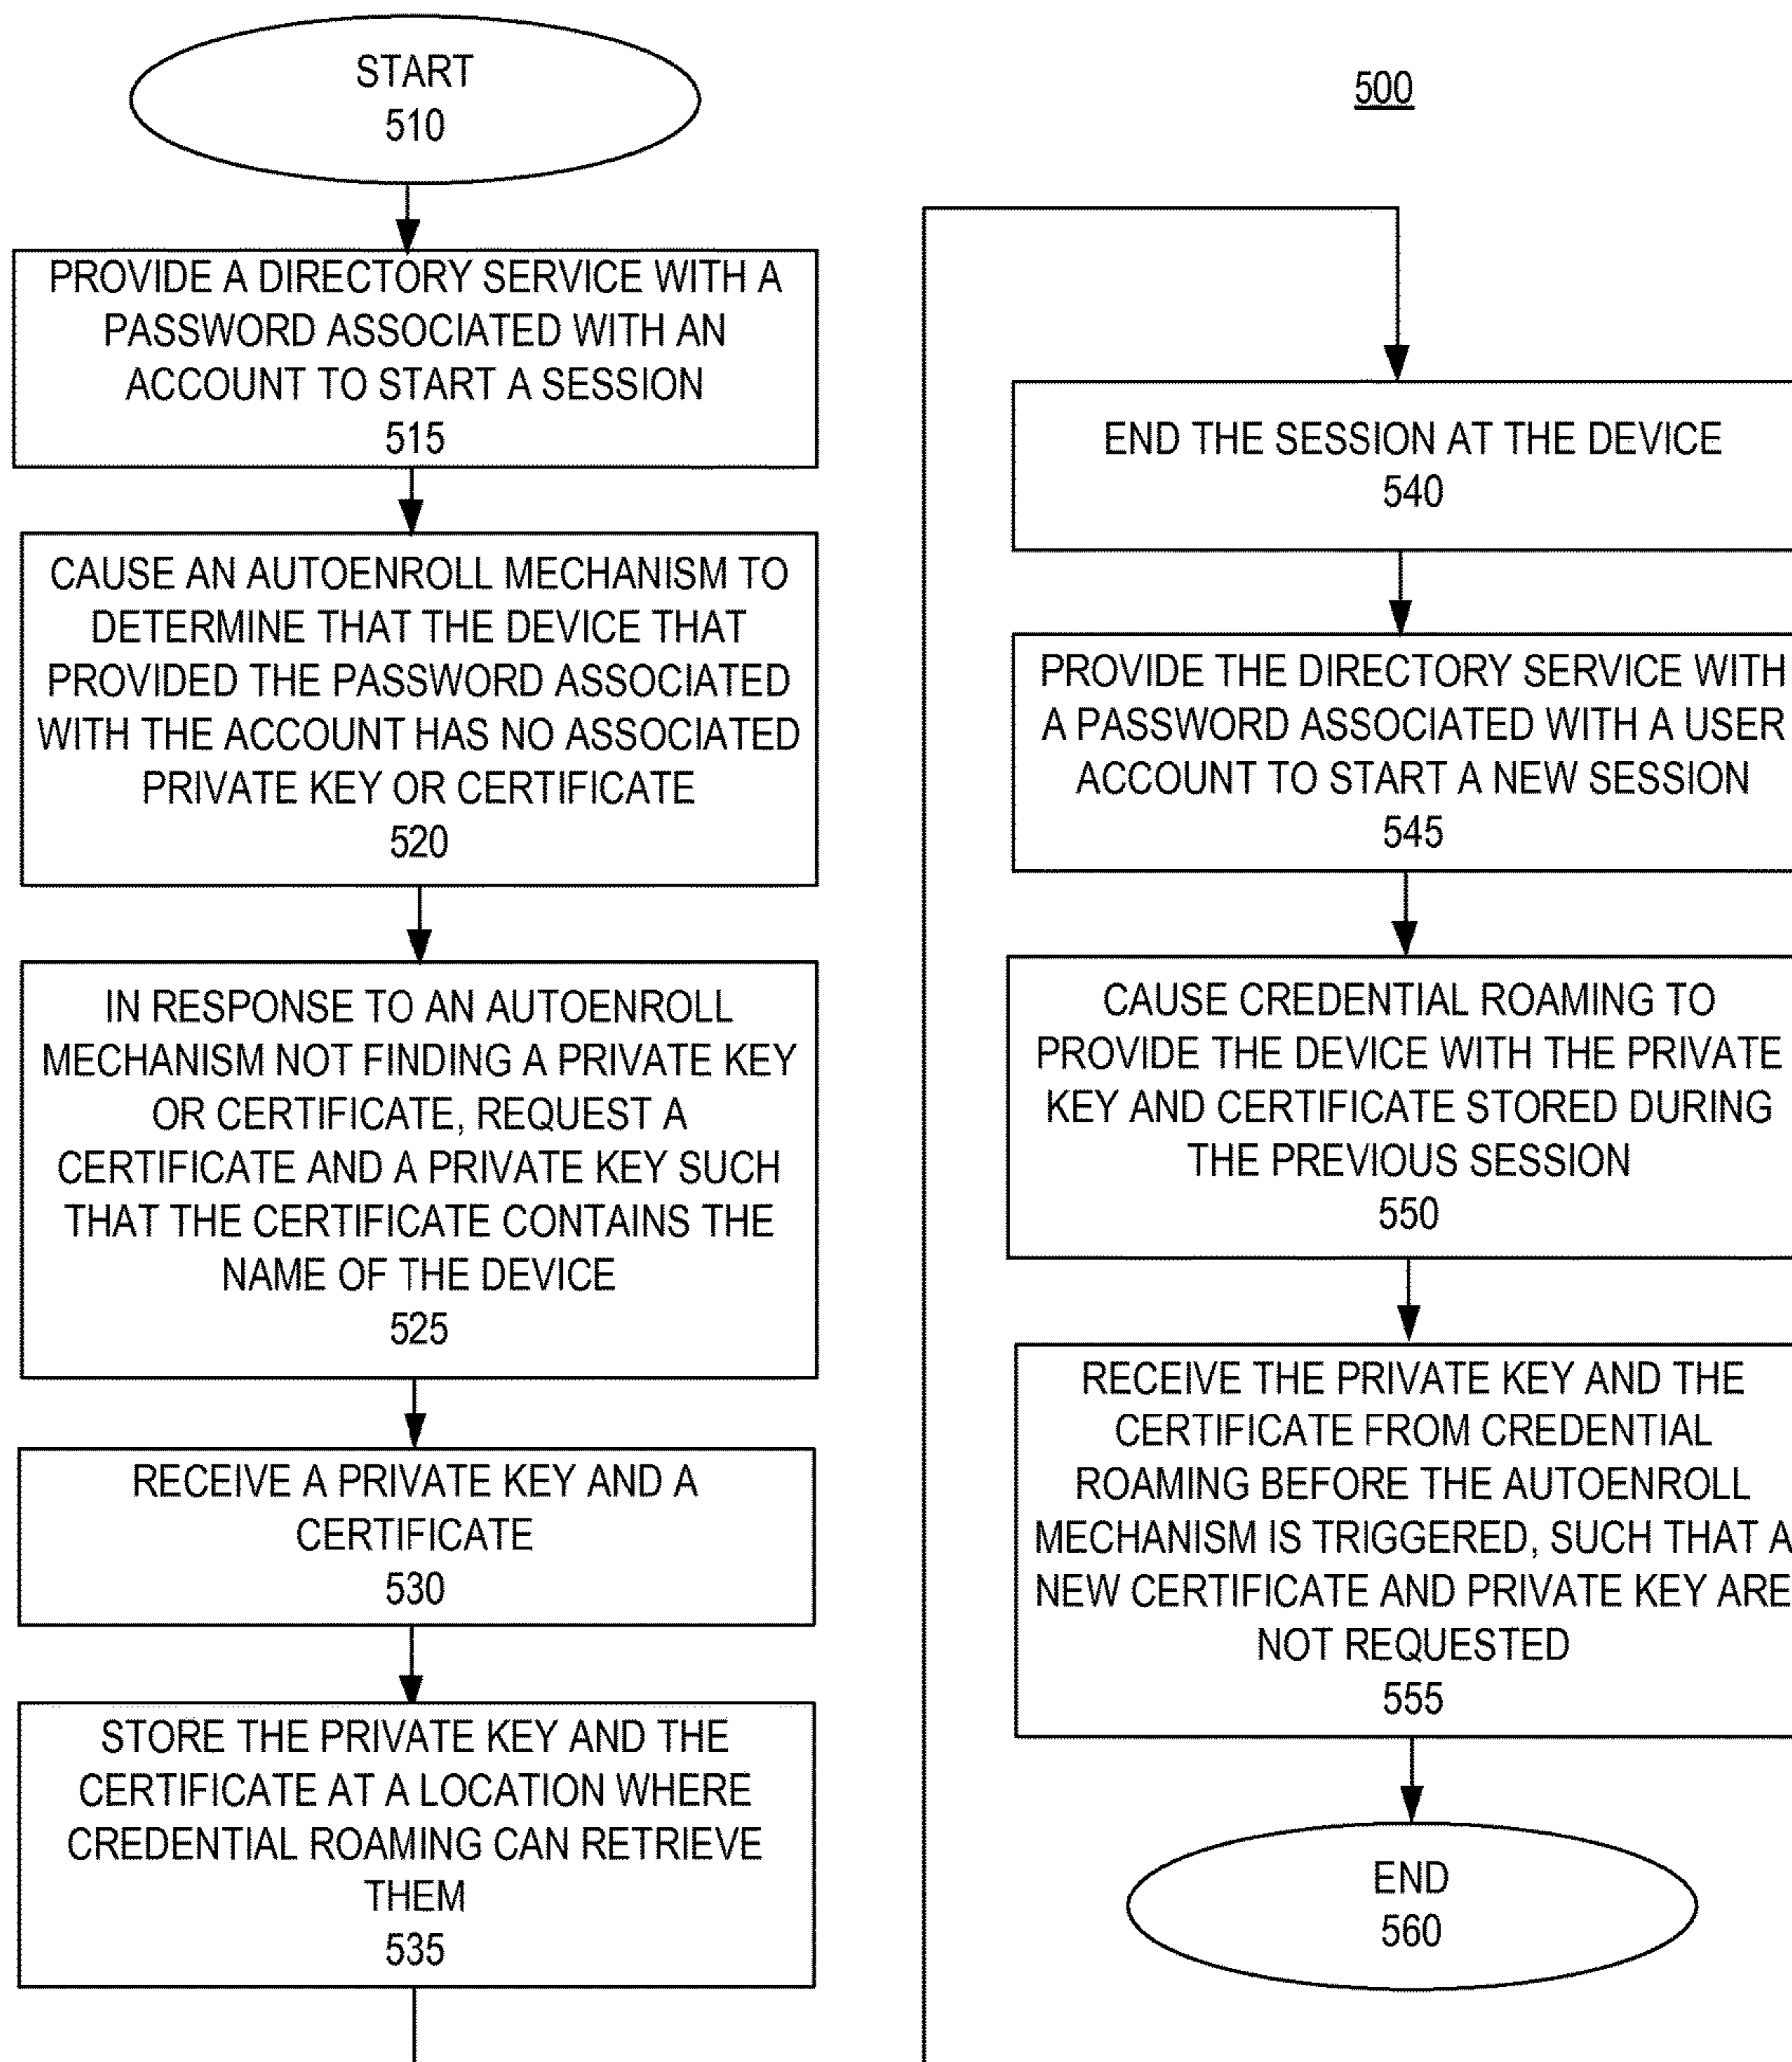 START
510
PROVIDE A DIRECTORY SERVICE WITH A
PASSWORD ASSOCIATED WITH AN
ACCOUNT TO START A SESSION
515
CAUSE AN AUTOENROLL MECHANISM TO
DETERMINE THAT THE DEVICE THAT
PROVIDED THE PASSWORD ASSOCIATED
WITH THE ACCOUNT HAS NO ASSOCIATED
PRIVATE KEY OR CERTIFICATE
520
IN RESPONSE TO AN AUTOENROLL
MECHANISM NOT FINDING A PRIVATE KEY
OR CERTIFICATE, REQUEST A
CERTIFICATE AND A PRIVATE KEY SUCH
THAT THE CERTIFICATE CONTAINS THE
NAME OF THE DEVICE
525
RECEIVE A PRIVATE KEY AND A
CERTIFICATE
530
STORE THE PRIVATE KEY AND THE
CERTIFICATE AT A LOCATION WHERE
CREDENTIAL ROAMING CAN RETRIEVE
THEM
535
500
END THE SESSION AT THE DEVICE
540
PROVIDE THE DIRECTORY SERVICE WITH
A PASSWORD ASSOCIATED WITH A USER
ACCOUNT TO START A NEW SESSION
545
CAUSE CREDENTIAL ROAMING TO
PROVIDE THE DEVICE WITH THE PRIVATE
KEY AND CERTIFICATE STORED DURING
THE PREVIOUS SESSION
550
RECEIVE THE PRIVATE KEY AND THE
CERTIFICATE FROM CREDENTIAL
ROAMING BEFORE THE AUTOENROLL
MECHANISM IS TRIGGERED, SUCH THAT A
NEW CERTIFICATE AND PRIVATE KEY ARE
NOT REQUESTED
555
END
560